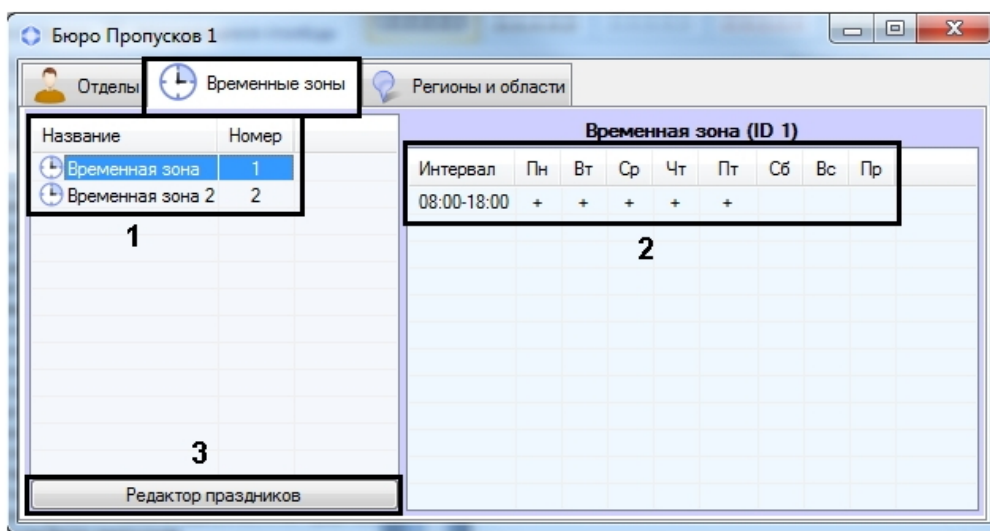 Бюро Пропусков 1
Отделы Временные зоны Регионы и области
Название Номер
Временная зона 1
Временная зона 2 2
1
Временная зона (ID 1)
Интервал Пн Вт Ср Чт Пт Сб Вс Пр
08:00-18:00 + + + + +
2
3
Редактор праздников